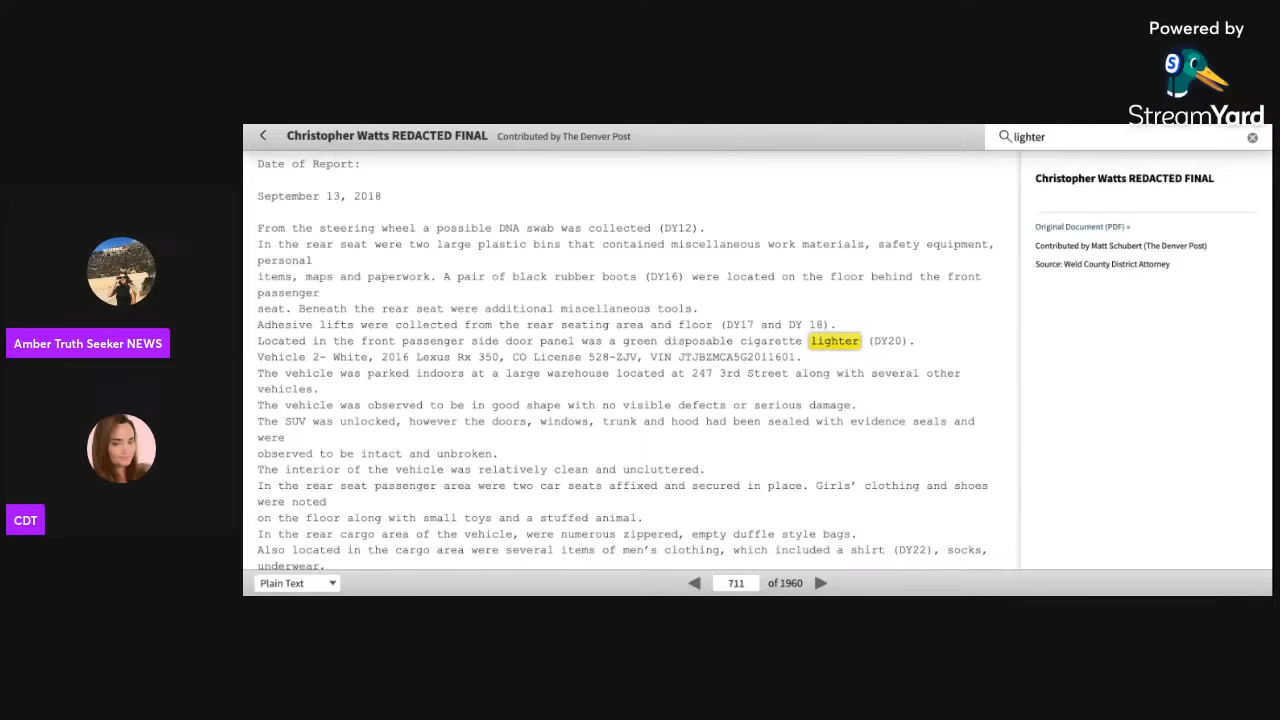 Powered by
S
StreamYard
Christopher Watts REDACTED FINAL Contributed by The Denver Post
lighter
Date of Report:
September 13, 2018
From the steering wheel a possible DNA swab was collected (DY12).
In the rear seat were two large plastic bins that contained miscellaneous work materials, safety equipment,
personal
items, maps and paperwork. A pair of black rubber boots (DY16) were located on the floor behind the front
passenger
seat. Beneath the rear seat were additional miscellaneous tools.
Adhesive lifts were collected from the rear seating area and floor (DY17 and DY 18).
Located in the front passenger side door panel was a green disposable cigarette lighter (DY20).
Vehicle 2- White, 2016 Lexus Rx 350, CO License 528-ZJV, VIN JTJBZMCA5G2011601.
The vehicle was parked indoors at a large warehouse located at 247 3rd Street along with several other
vehicles.
The vehicle was observed to be in good shape with no visible defects or serious damage.
The SUV was unlocked, however the doors, windows, trunk and hood had been sealed with evidence seals and
were
observed to be intact and unbroken.
The interior of the vehicle was relatively clean and uncluttered.
In the rear seat passenger area were two car seats affixed and secured in place. Girls’ clothing and shoes
were noted
on the floor along with small toys and a stuffed animal.
In the rear cargo area of the vehicle, were numerous zippered, empty duffle style bags.
Also located in the cargo area were several items of men’s clothing, which included a shirt (DY22), socks,
underwear.
Christopher Watts REDACTED FINAL
Original Document (PDF) »
Contributed by Matt Schubert (The Denver Post)
Source: Weld County District Attorney
Amber Truth Seeker NEWS
CDT
Plain Text
711 of 1960